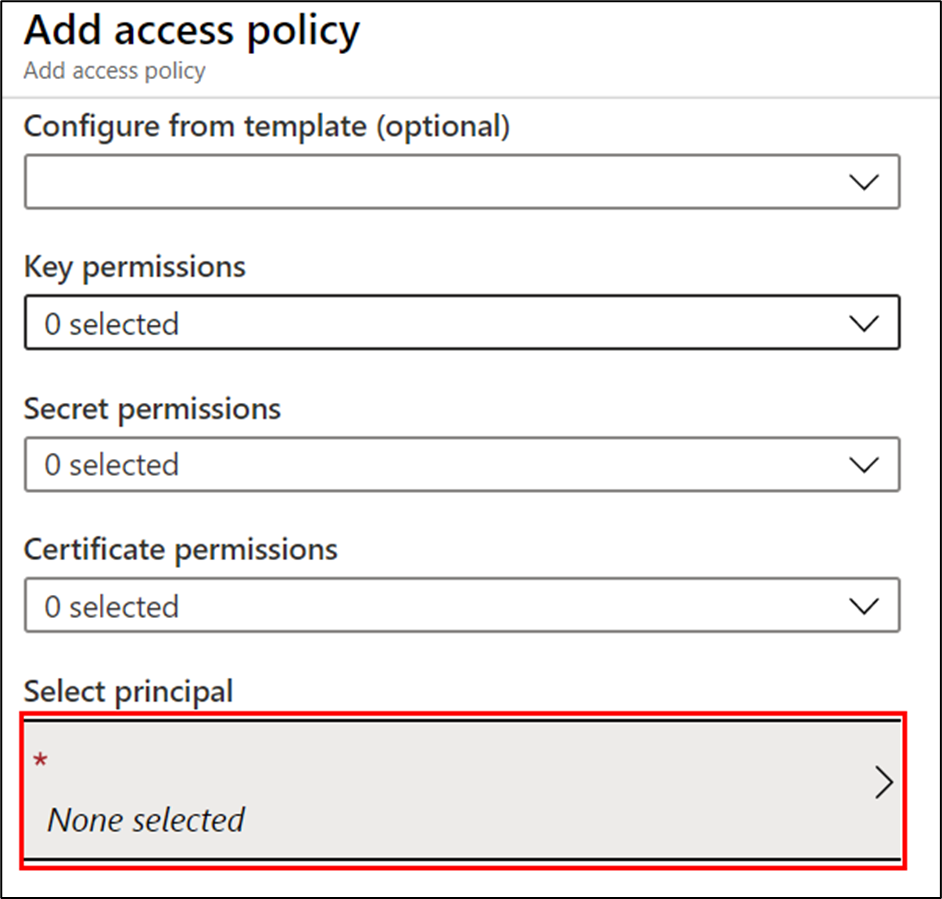 Add access policy
Add access policy
Configure from template (optional)
Key permissions
0 selected
Secret permissions
0 selected
Certificate permissions
0 selected
Select principal
*
None selected